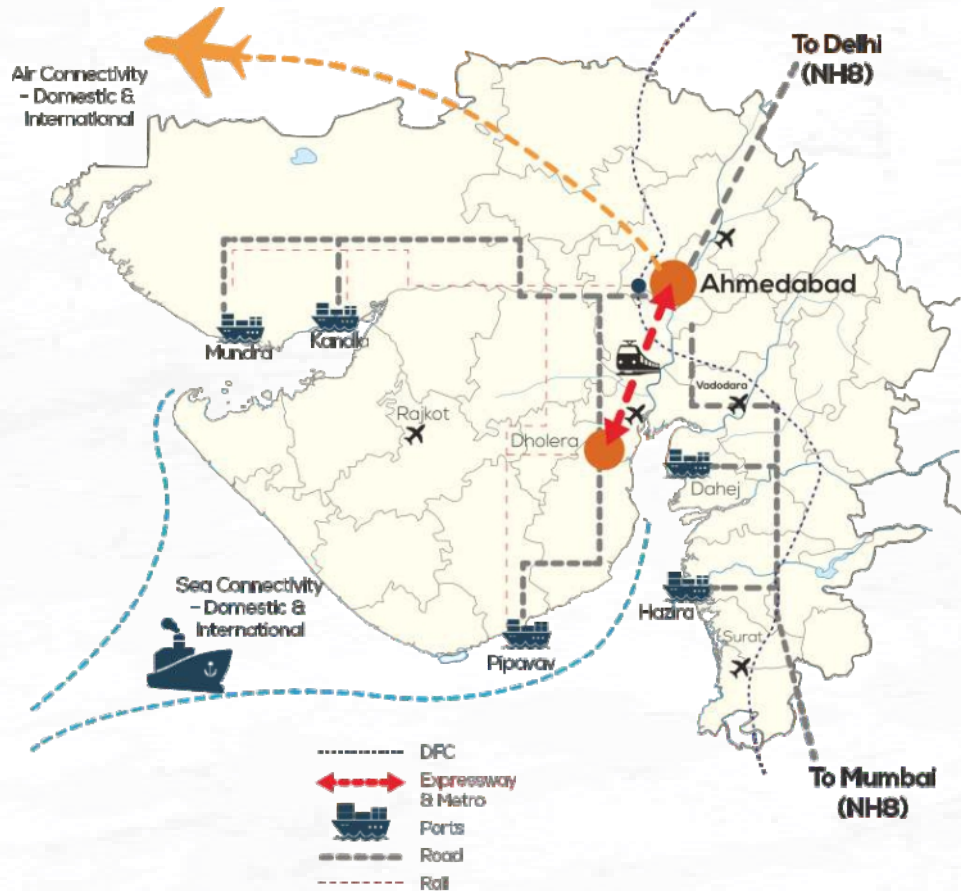 To Delhi
(NH8)
Air Connectivity
- Domestic &
International
Ahmedabad
Mundra
Kandla
Vadodara
Rajkot
Dholera
Dahej
Sea Connectivity
- Domestic &
International
Hazira
Surat
Pipavav
DFC
Expressway
& Metro
Ports
Road
Rail
To Mumbai
(NH8)